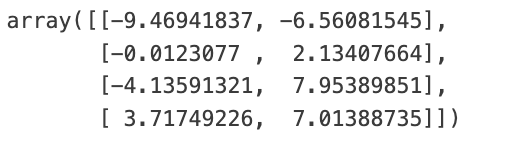 array([[-9.46941837, -6.56081545],
       [-0.0123077 ,  2.13407664],
       [-4.13591321,  7.95389851],
       [ 3.71749226,  7.01388735]])